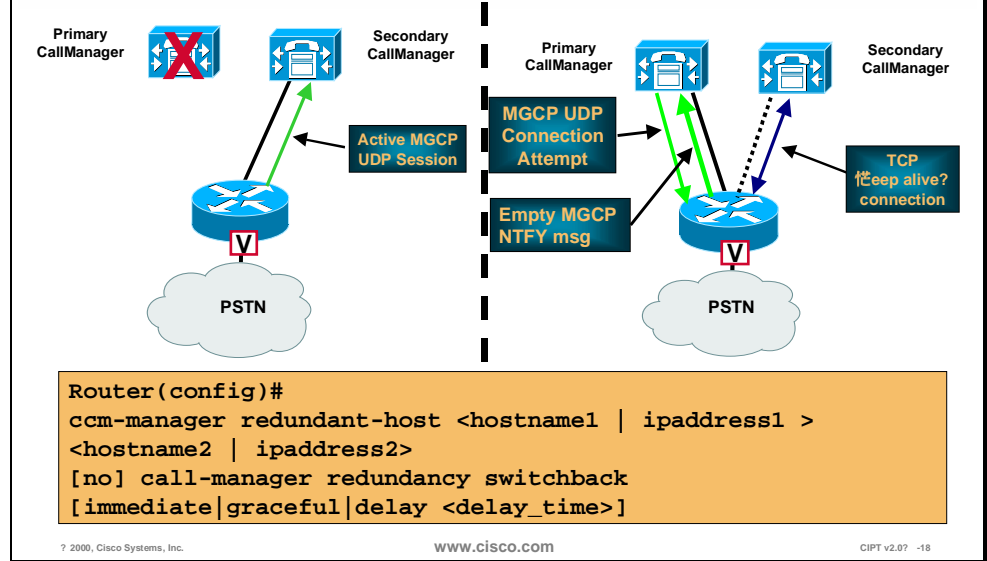 Primary
CallManager
X
Secondary
CallManager
Active MGCP
UDP Session
V
PSTN
Primary
CallManager
Secondary
CallManager
MGCP UDP
Connection
Attempt
Empty MGCP
NTFY msg
TCP
恾eep alive?
connection
V
PSTN
Router(config)#
ccm-manager redundant-host <hostname1 | ipaddress1 >
<hostname2 | ipaddress2>
[no] call-manager redundancy switchback
[immediate|graceful|delay <delay_time>]
? 2000, Cisco Systems, Inc.
www.cisco.com
CIPT v2.0? -18